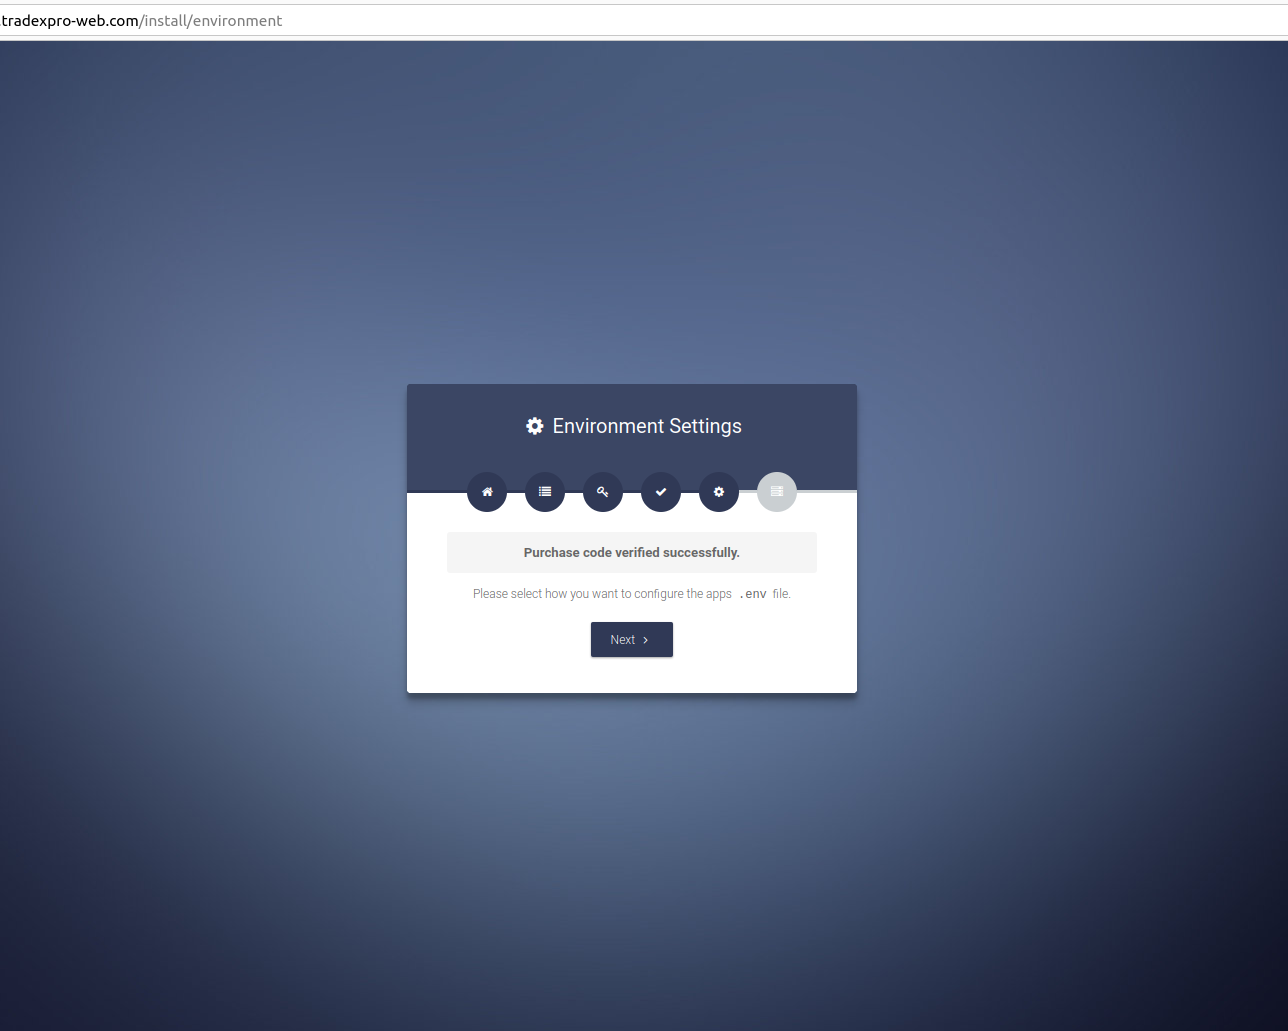 .tradexpro-web.com/install/environment
Environment Settings
Purchase code verified successfully.
Please select how you want to configure the apps .env file.
Next